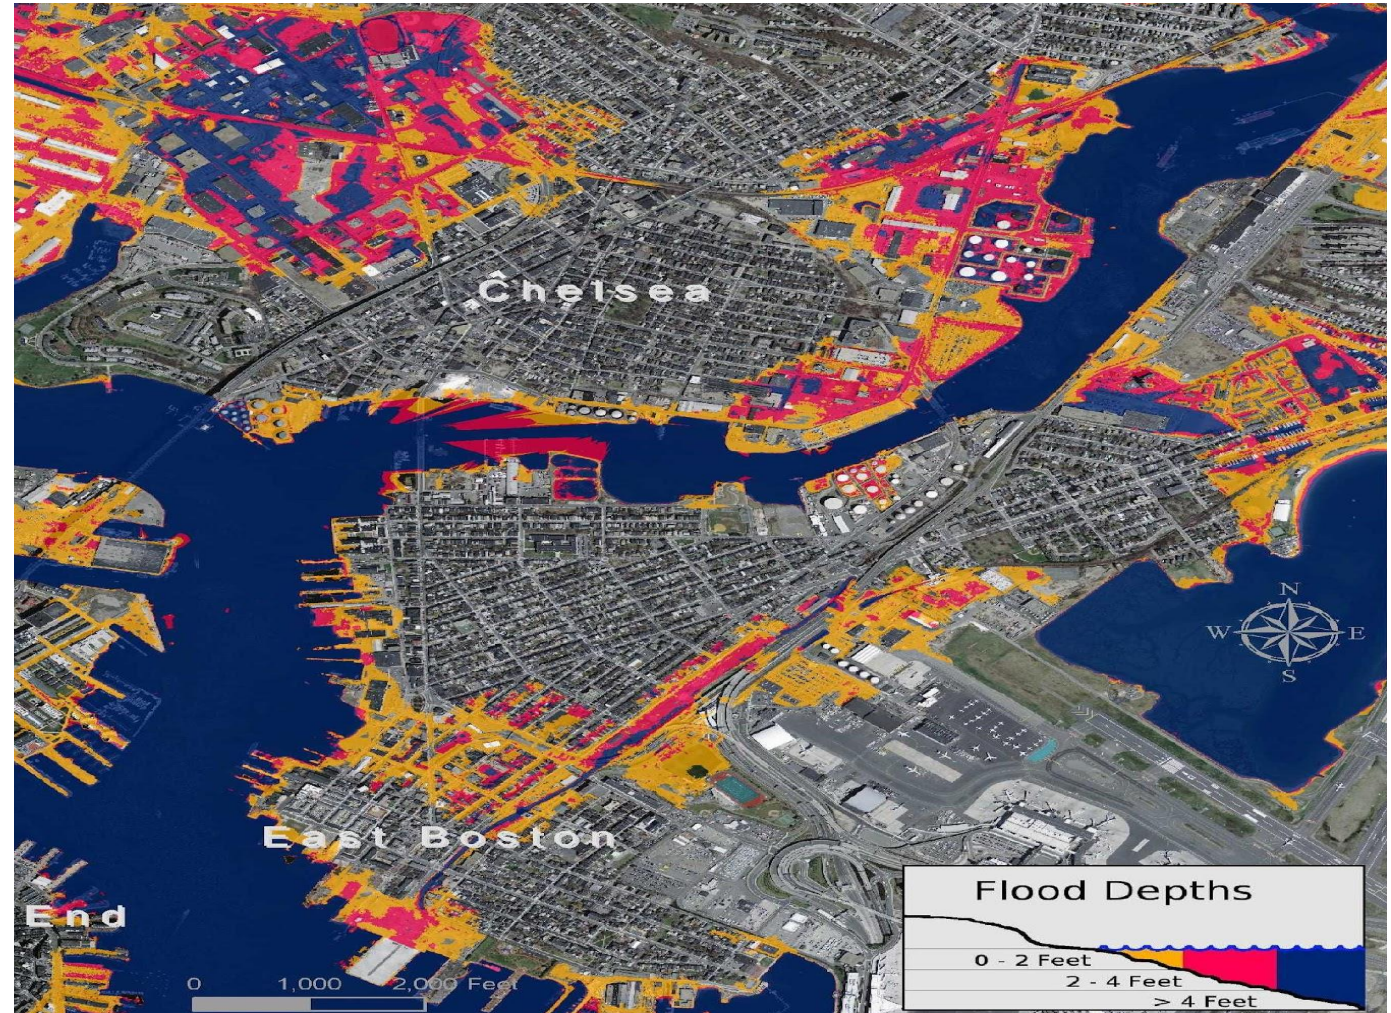 Chelsea
N
W E
S
East Boston
End
0 1,000 2,000 Feet
Flood Depths
0 - 2 Feet
2 - 4 Feet
> 4 Feet